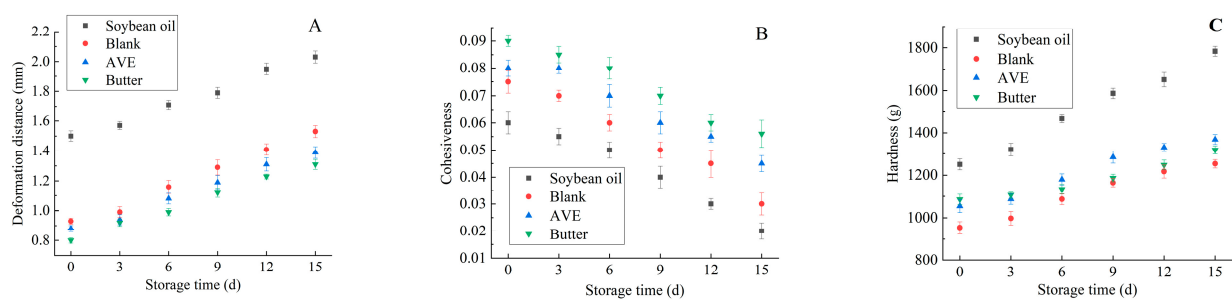 A
Soybean oil
Blank
AVE
Butter
2.2
2.0
1.8
1.6
1.4
1.2
1.0
0.8
Deformation distance (mm)
0 3 6 9 12 15
Storage time (d)
B
0.09
0.08
0.07
0.06
0.05
0.04
0.03
0.02
0.01
Cohesiveness
Soybean oil
Blank
AVE
Butter
0 3 6 9 12 15
Storage time (d)
C
Soybean oil
Blank
AVE
Butter
1800
1600
1400
1200
1000
800
Hardness (g)
0 3 6 9 12 15
Storage time (d)